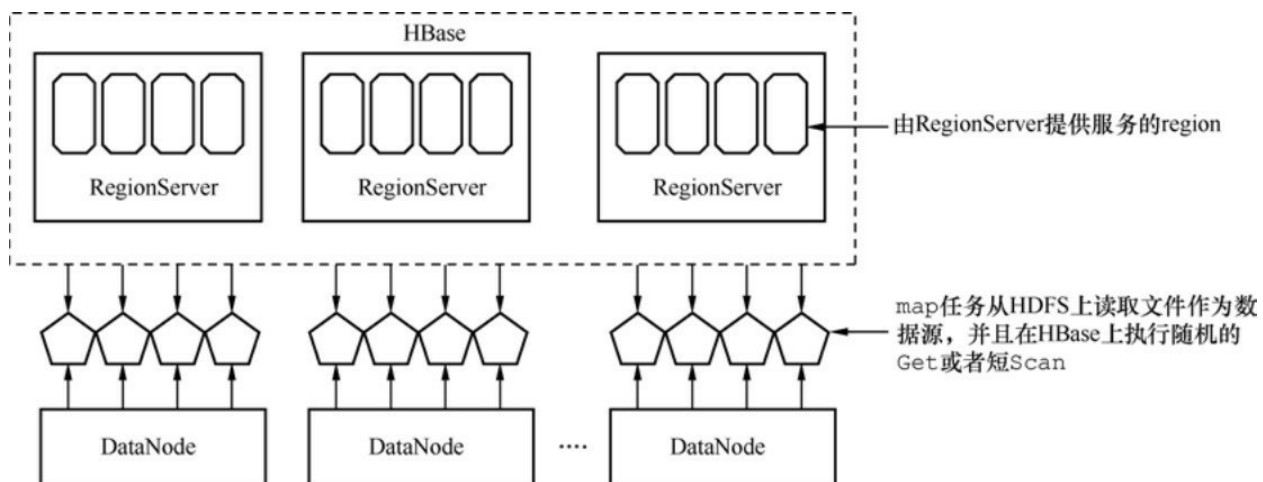 HBase
RegionServer
RegionServer
RegionServer
由RegionServer提供服务的region
map任务从HDFS上读取文件作为数
据源，并且在HBase上执行随机的
Get或者短Scan
DataNode
DataNode
....
DataNode